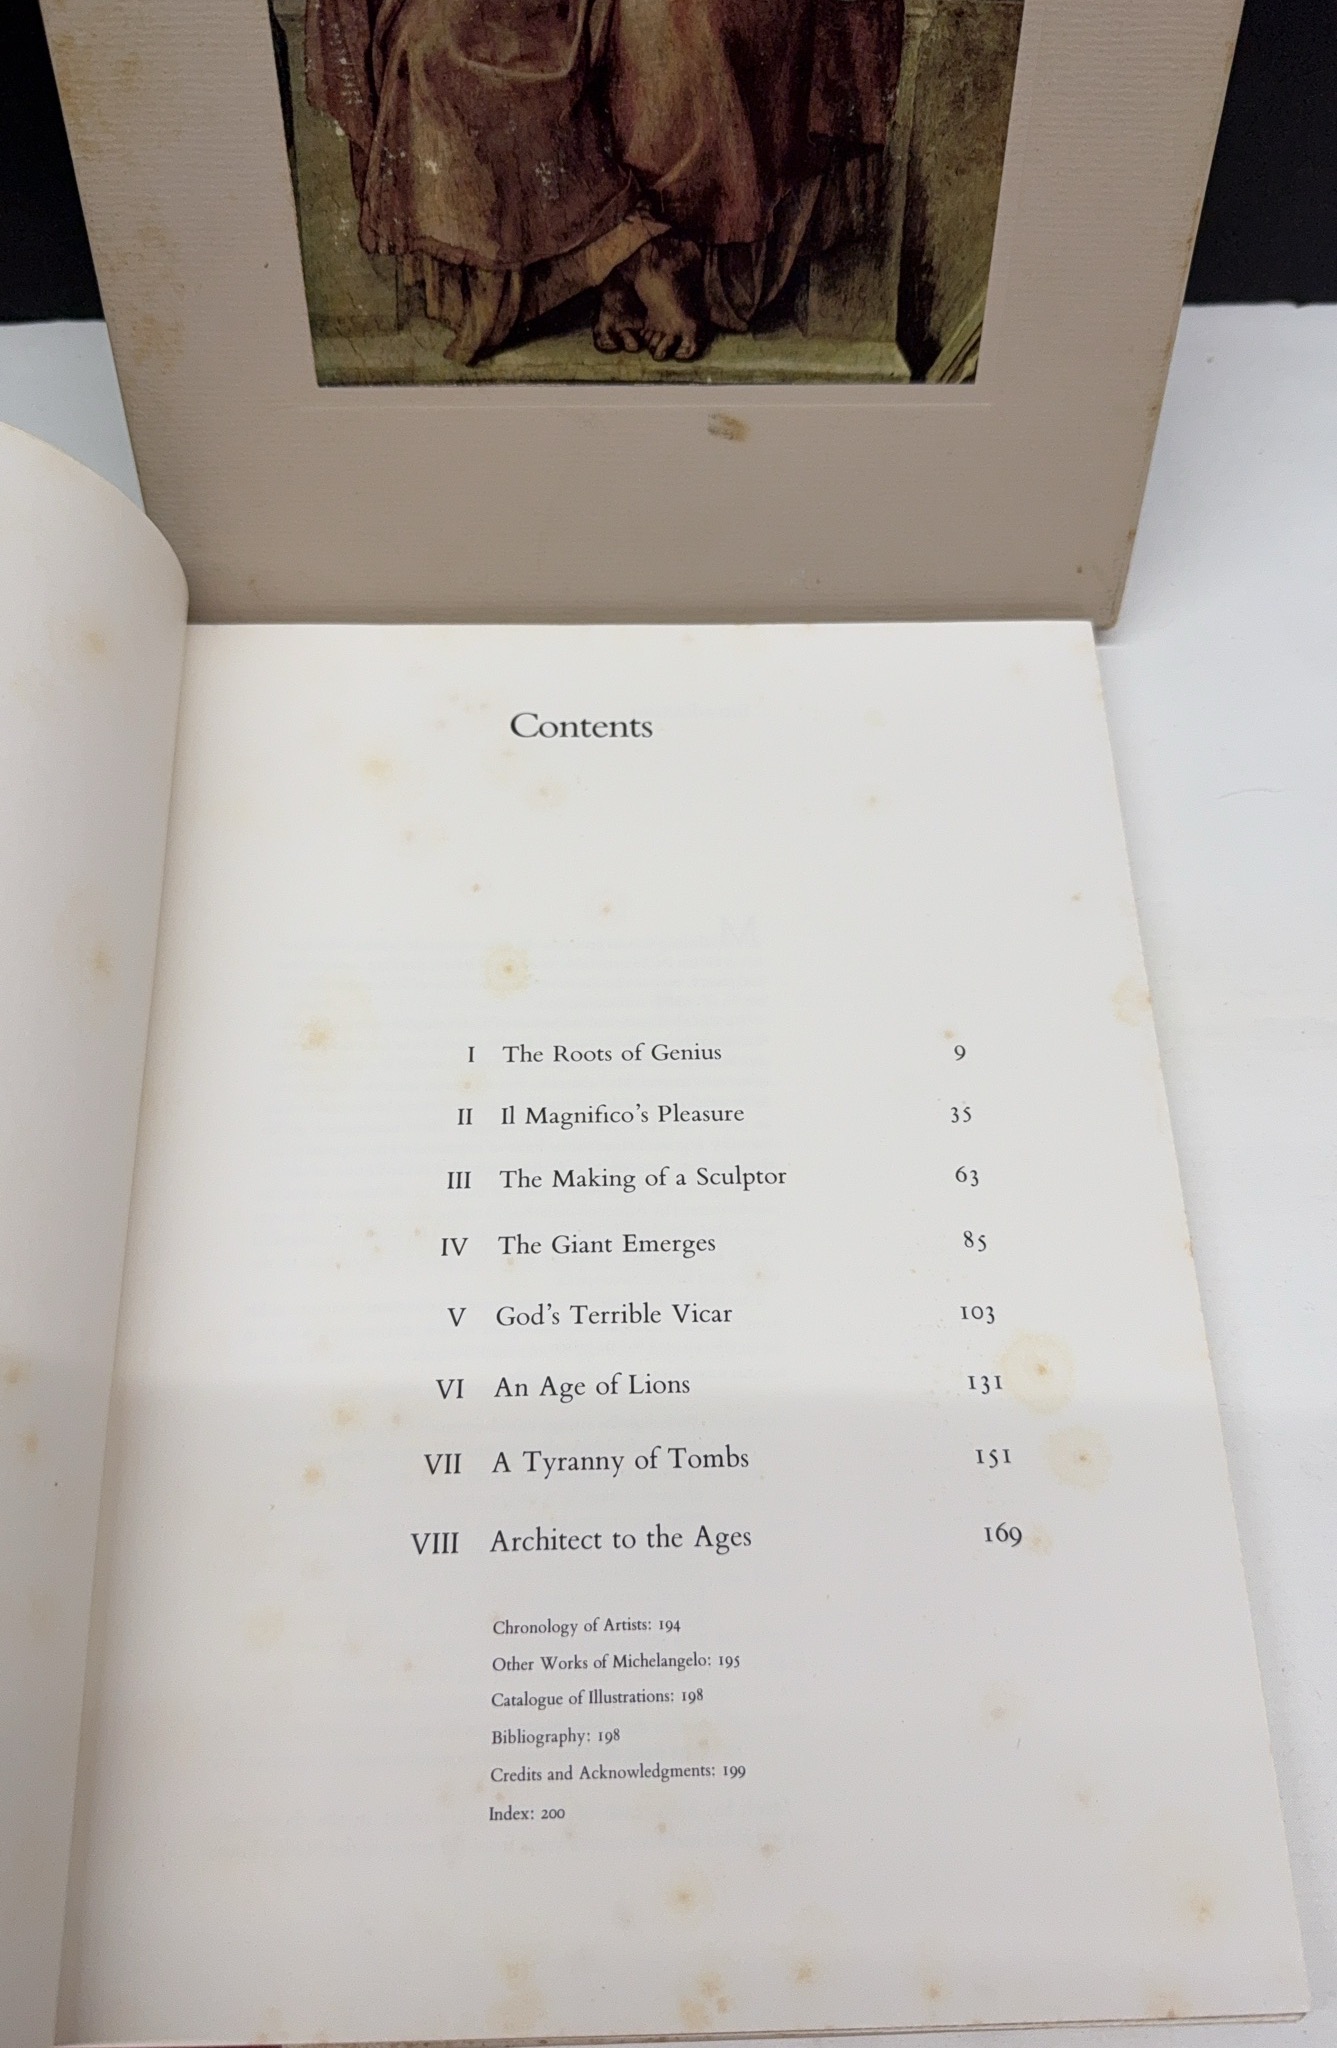 Contents
I The Roots of Genius 9
II Il Magnifico's Pleasure 35
III The Making of a Sculptor 63
IV The Giant Emerges 85
V God's Terrible Vicar 103
VI An Age of Lions 131
VII A Tyranny of Tombs 151
VIII Architect to the Ages 169
Chronology of Artists: 194
Other Works of Michelangelo: 195
Catalogue of Illustrations: 198
Bibliography: 198
Credits and Acknowledgments: 199
Index: 200